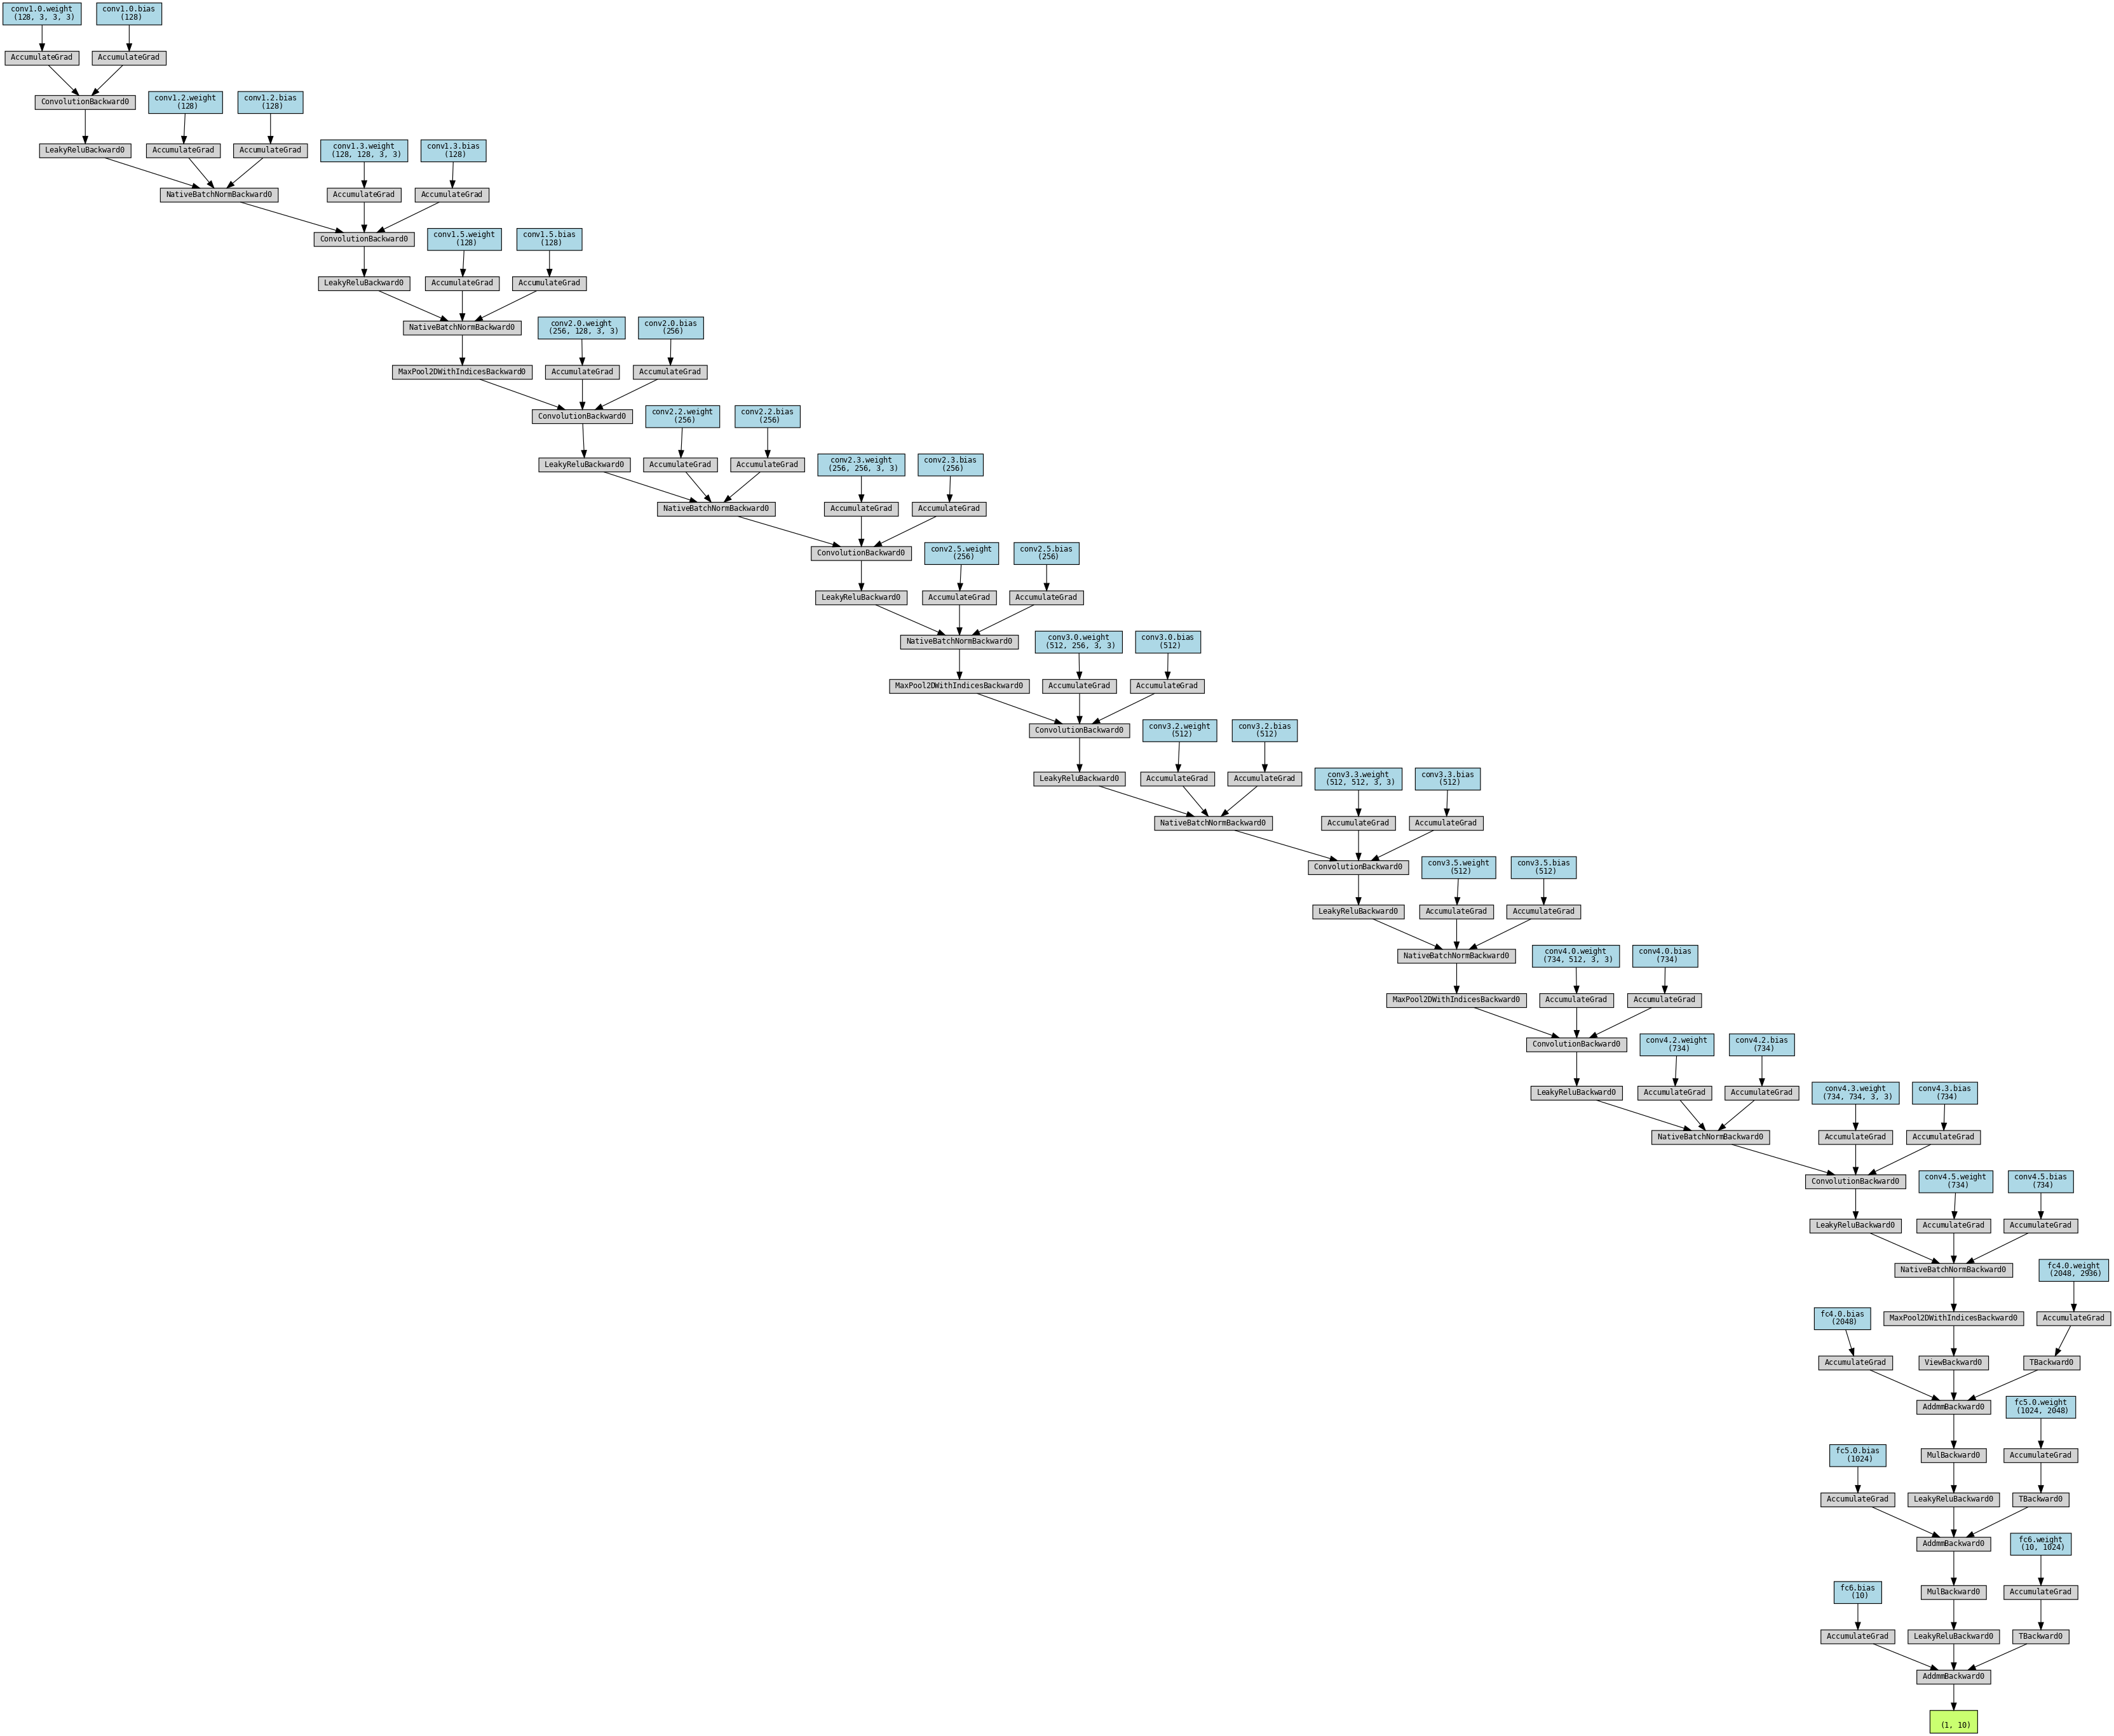 conv1.0.weight
(128, 3, 3, 3)
conv1.0.bias
(128)
AccumulateGrad
AccumulateGrad
ConvolutionBackward0
conv1.2.weight
(128)
conv1.2.bias
(128)
LeakyReluBackward0
AccumulateGrad
AccumulateGrad
conv1.3.weight
(128, 128, 3, 3)
conv1.3.bias
(128)
NativeBatchNormBackward0
AccumulateGrad
AccumulateGrad
ConvolutionBackward0
conv1.5.weight
(128)
conv1.5.bias
(128)
LeakyReluBackward0
AccumulateGrad
AccumulateGrad
NativeBatchNormBackward0
conv2.0.weight
(256, 128, 3, 3)
conv2.0.bias
(256)
MaxPool2DWithIndicesBackward0
AccumulateGrad
AccumulateGrad
ConvolutionBackward0
conv2.2.weight
(256)
conv2.2.bias
(256)
LeakyReluBackward0
AccumulateGrad
AccumulateGrad
conv2.3.weight
(256, 256, 3, 3)
conv2.3.bias
(256)
NativeBatchNormBackward0
AccumulateGrad
AccumulateGrad
ConvolutionBackward0
conv2.5.weight
(256)
conv2.5.bias
(256)
LeakyReluBackward0
AccumulateGrad
AccumulateGrad
NativeBatchNormBackward0
conv3.0.weight
(512, 256, 3, 3)
conv3.0.bias
(512)
MaxPool2DWithIndicesBackward0
AccumulateGrad
AccumulateGrad
ConvolutionBackward0
conv3.2.weight
(512)
conv3.2.bias
(512)
LeakyReluBackward0
AccumulateGrad
AccumulateGrad
conv3.3.weight
(512, 512, 3, 3)
conv3.3.bias
(512)
NativeBatchNormBackward0
AccumulateGrad
AccumulateGrad
ConvolutionBackward0
conv3.5.weight
(512)
conv3.5.bias
(512)
LeakyReluBackward0
AccumulateGrad
AccumulateGrad
NativeBatchNormBackward0
conv4.0.weight
(734, 512, 3, 3)
conv4.0.bias
(734)
MaxPool2DWithIndicesBackward0
AccumulateGrad
AccumulateGrad
ConvolutionBackward0
conv4.2.weight
(734)
conv4.2.bias
(734)
LeakyReluBackward0
AccumulateGrad
AccumulateGrad
conv4.3.weight
(734, 734, 3, 3)
conv4.3.bias
(734)
NativeBatchNormBackward0
AccumulateGrad
AccumulateGrad
ConvolutionBackward0
conv4.5.weight
(734)
conv4.5.bias
(734)
LeakyReluBackward0
AccumulateGrad
AccumulateGrad
NativeBatchNormBackward0
fc4.0.weight
(2048, 2936)
fc4.0.bias
(2048)
MaxPool2DWithIndicesBackward0
AccumulateGrad
AccumulateGrad
ViewBackward0
TBackward0
AddmmBackward0
fc5.0.weight
(1024, 2048)
fc5.0.bias
(1024)
MulBackward0
AccumulateGrad
AccumulateGrad
LeakyReluBackward0
TBackward0
AddmmBackward0
fc6.weight
(10, 1024)
fc6.bias
(10)
MulBackward0
AccumulateGrad
AccumulateGrad
LeakyReluBackward0
TBackward0
AddmmBackward0
(1, 10)